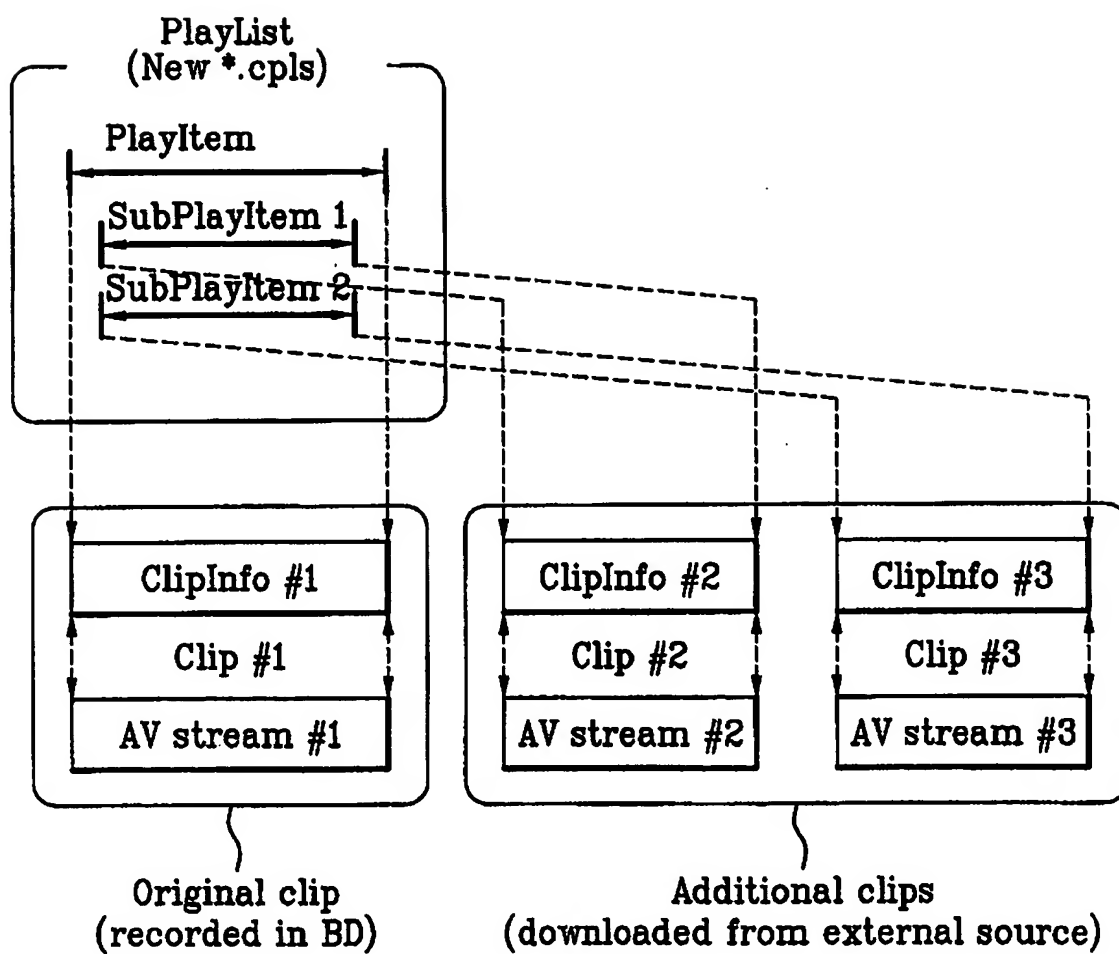 PlayList
(New *.cpls)
PlayItem
SubPlayItem 1
SubPlayItem 2
ClipInfo #1
Clip #1
AV stream #1
ClipInfo #2
Clip #2
AV stream #2
ClipInfo #3
Clip #3
AV stream #3
Original clip
(recorded in BD)
Additional clips
(downloaded from external source)